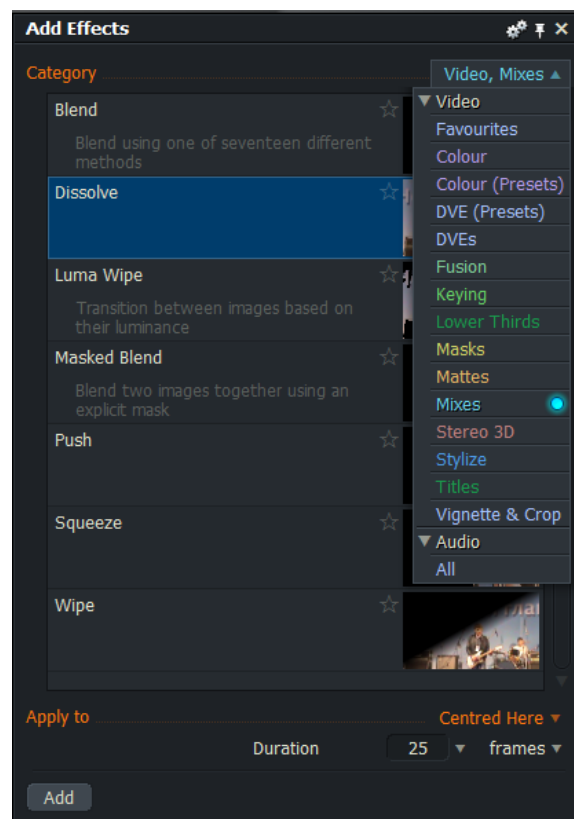 Add Effects
Category
Video, Mixes
Blend
Blend using one of seventeen different
methods
Dissolve
Luma Wipe
Transition between images based on
their luminance
Masked Blend
Blend two images together using an
explicit mask
Push
Squeeze
Wipe
Video
Favourites
Colour
Colour (Presets)
DVE (Presets)
DVEs
Fusion
Keying
Lower Thirds
Masks
Mattes
Mixes
Stereo 3D
Stylize
Titles
Vignette & Crop
Audio
All
Apply to
Centred Here
Duration
25
frames
Add